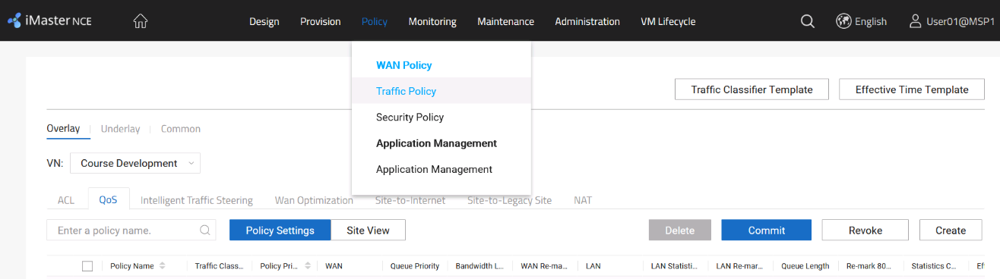 iMaster NCE Design Provision Policy Monitoring Maintenance Administration VM Lifecycle English User01@MSP1
WAN Policy
Traffic Policy
Security Policy
Application Management
Application Management
Traffic Classifier Template Effective Time Template
Overlay Underlay Common
VN: Course Development
ACL QoS Intelligent Traffic Steering Wan Optimization Site-to-Internet Site-to-Legacy Site NAT
Enter a policy name. Policy Settings Site View Delete Commit Revoke Create
Policy Name Traffic Class... Policy Pri... WAN Queue Priority Bandwidth L... WAN Re-ma... LAN LAN Statisti... LAN Re-mar... Queue Length Re-mark 80... Statistics C... Ef